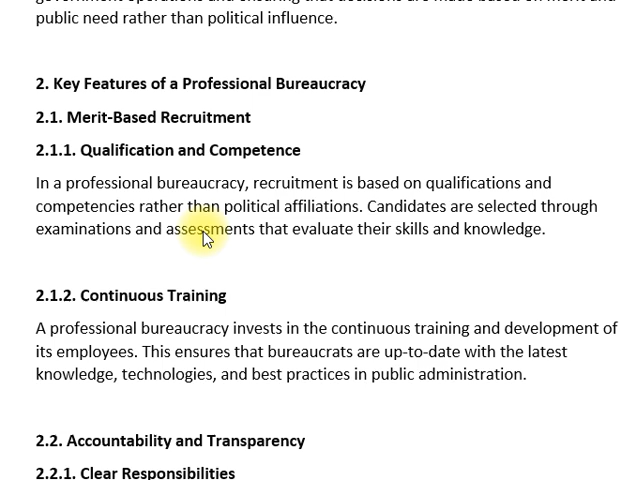 public need rather than political influence.
2. Key Features of a Professional Bureaucracy
2.1. Merit-Based Recruitment
2.1.1. Qualification and Competence
In a professional bureaucracy, recruitment is based on qualifications and
competencies rather than political affiliations. Candidates are selected through
examinations and assessments that evaluate their skills and knowledge.
2.1.2. Continuous Training
A professional bureaucracy invests in the continuous training and development of
its employees. This ensures that bureaucrats are up-to-date with the latest
knowledge, technologies, and best practices in public administration.
2.2. Accountability and Transparency
2.2.1. Clear Responsibilities